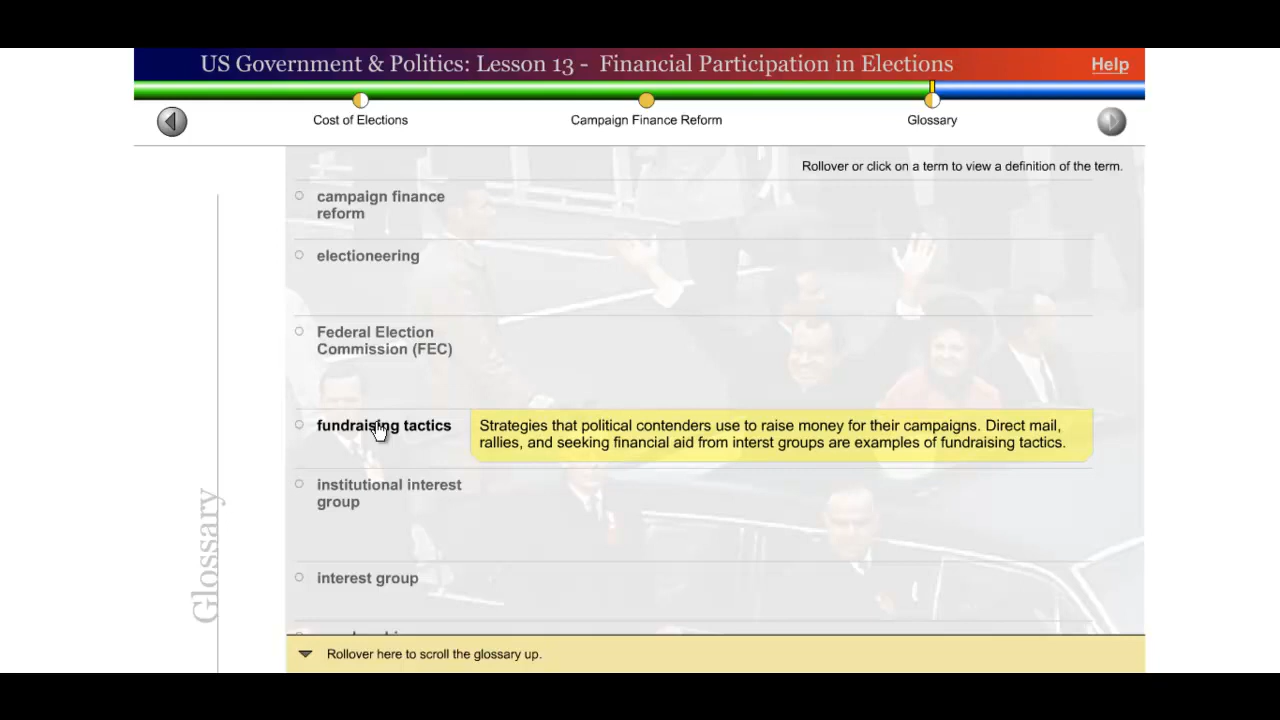 US Government & Politics: Lesson 13 - Financial Participation in Elections
Help
Cost of Elections
Campaign Finance Reform
Glossary
Rollover or click on a term to view a definition of the term.
campaign finance
reform
electioneering
Federal Election
Commission (FEC)
fundraising tactics
Strategies that political contenders use to raise money for their campaigns. Direct mail,
rallies, and seeking financial aid from interst groups are examples of fundraising tactics.
institutional interest
group
interest group
Glossary
Rollover here to scroll the glossary up.